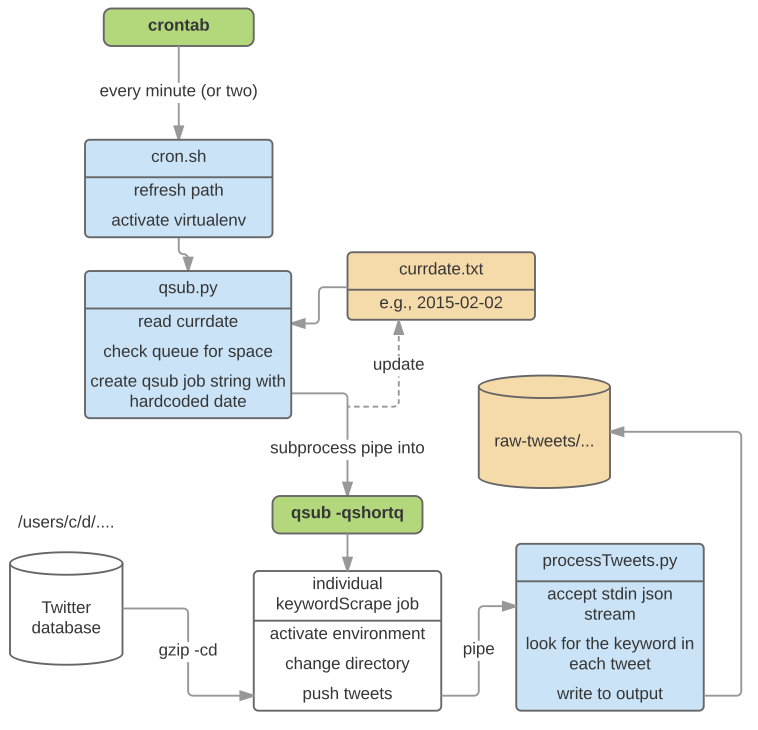 crontab
every minute (or two)
cron.sh
refresh path
activate virtualenv
qsub.py
read currdate
check queue for space
create qsub job string with
hardcoded date
currdate.txt
e.g., 2015-02-02
update
subprocess pipe into
raw-tweets/...
qsub -qshortq
/users/c/d/....
Twitter
database
gzip -cd
individual
keywordScrape job
activate environment
change directory
push tweets
pipe
processTweets.py
accept stdin json
stream
look for the keyword in
each tweet
write to output